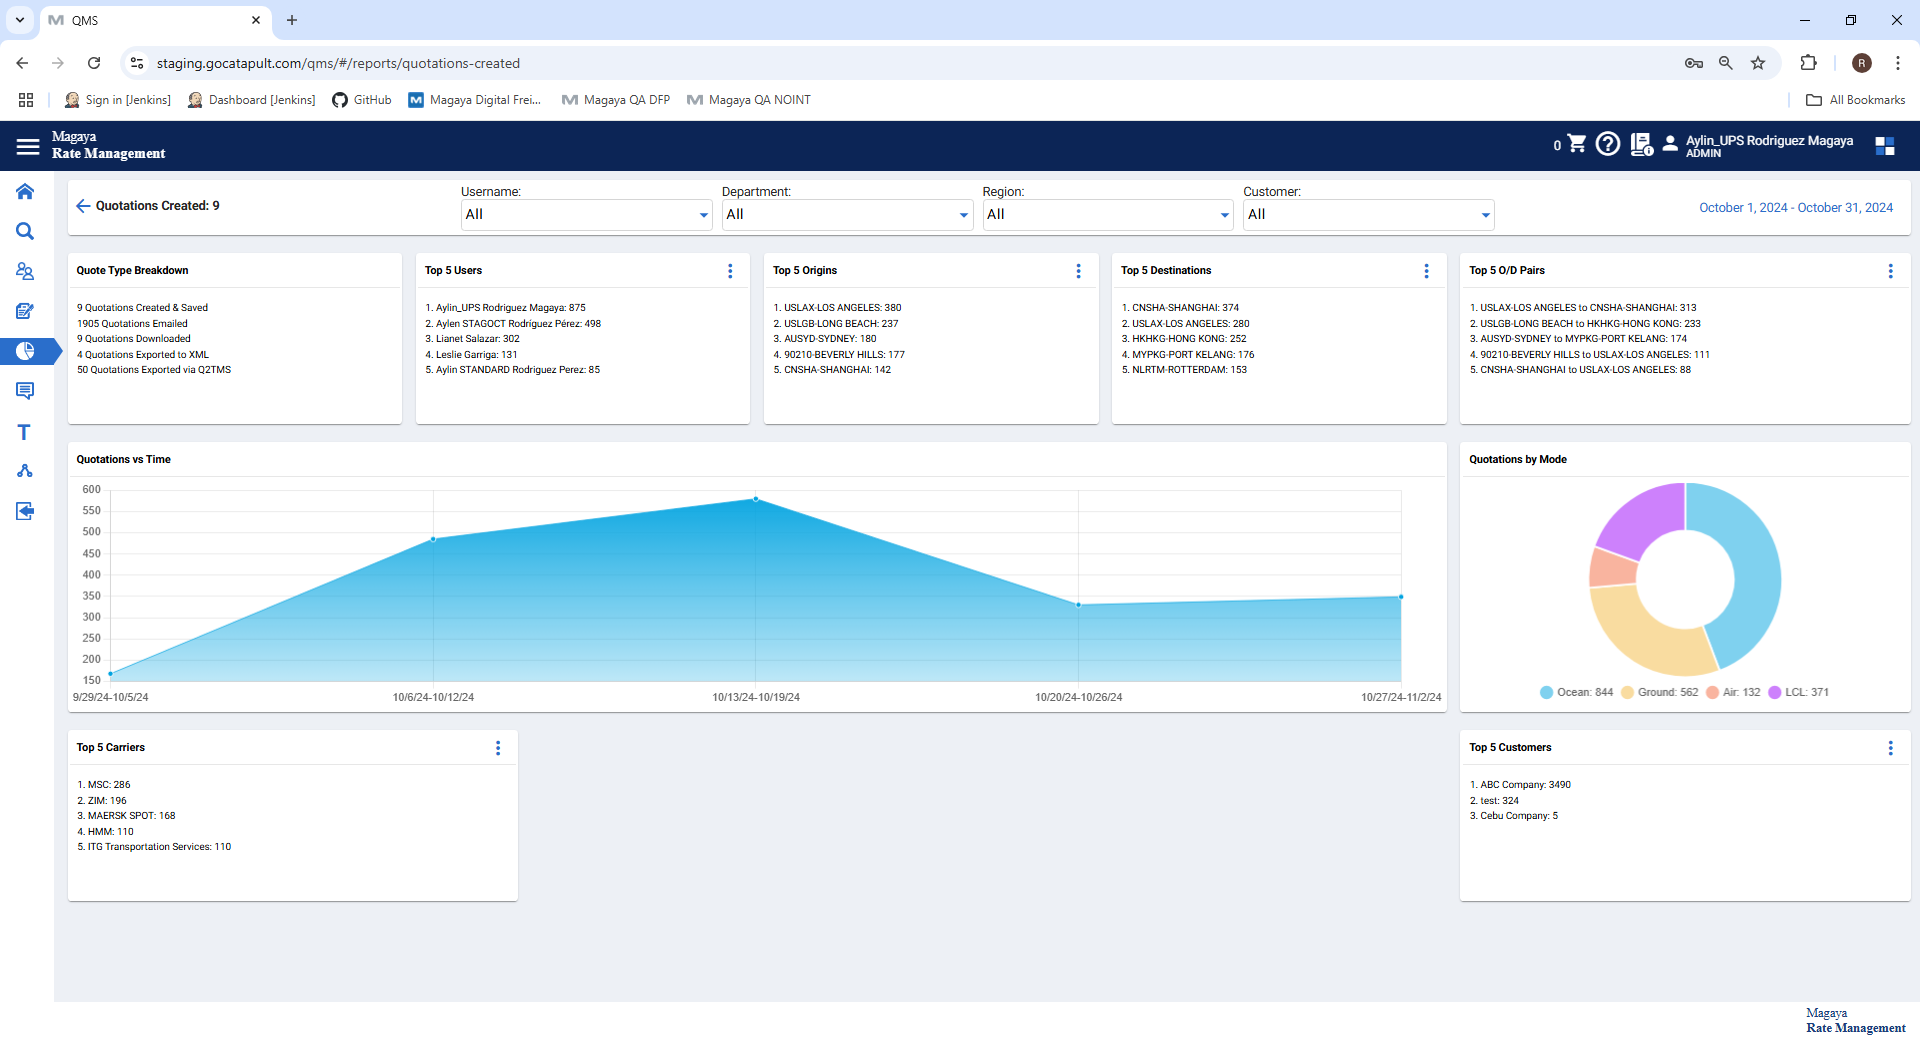 QMS
staging.gocatapult.com/qms/#/reports/quotations-created
R
Sign in [Jenkins]
Dashboard [Jenkins]
GitHub
Magaya Digital Frei...
Magaya QA DFP
Magaya QA NOINT
All Bookmarks
Magaya
Rate Management
0
Aylin_UPS Rodriguez Magaya
ADMIN
Quotations Created: 9
Username:
All
Department:
All
Region:
All
Customer:
All
October 1, 2024 - October 31, 2024
Quote Type Breakdown
9 Quotations Created & Saved
1905 Quotations Emailed
9 Quotations Downloaded
4 Quotations Exported to XML
50 Quotations Exported via Q2TMS
Top 5 Users
1. Aylin_UPS Rodriguez Magaya: 875
2. Aylen STAGOCT Rodríguez Pérez: 498
3. Lianet Salazar: 302
4. Leslie Garriga: 131
5. Aylin STANDARD Rodriguez Perez: 85
Top 5 Origins
1. USLAX-LOS ANGELES: 380
2. USLGB-LONG BEACH: 237
3. AUSYD-SYDNEY: 180
4. 90210-BEVERLY HILLS: 177
5. CNSHA-SHANGHAI: 142
Top 5 Destinations
1. CNSHA-SHANGHAI: 374
2. USLAX-LOS ANGELES: 280
3. HKHKG-HONG KONG: 252
4. MYPKG-PORT KELANG: 176
5. NLRTM-ROTTERDAM: 153
Top 5 O/D Pairs
1. USLAX-LOS ANGELES to CNSHA-SHANGHAI: 313
2. USLGB-LONG BEACH to HKHKG-HONG KONG: 233
3. AUSYD-SYDNEY to MYPKG-PORT KELANG: 174
4. 90210-BEVERLY HILLS to USLAX-LOS ANGELES: 111
5. CNSHA-SHANGHAI to USLAX-LOS ANGELES: 88
Quotations vs Time
600
550
500
450
400
350
300
250
200
150
9/29/24-10/5/24
10/6/24-10/12/24
10/13/24-10/19/24
10/20/24-10/26/24
10/27/24-11/2/24
Quotations by Mode
Ocean: 844
Ground: 562
Air: 132
LCL: 371
Top 5 Carriers
1. MSC: 286
2. ZIM: 196
3. MAERSK SPOT: 168
4. HMM: 110
5. ITG Transportation Services: 110
Top 5 Customers
1. ABC Company: 3490
2. test: 324
3. Cebu Company: 5
Magaya
Rate Management